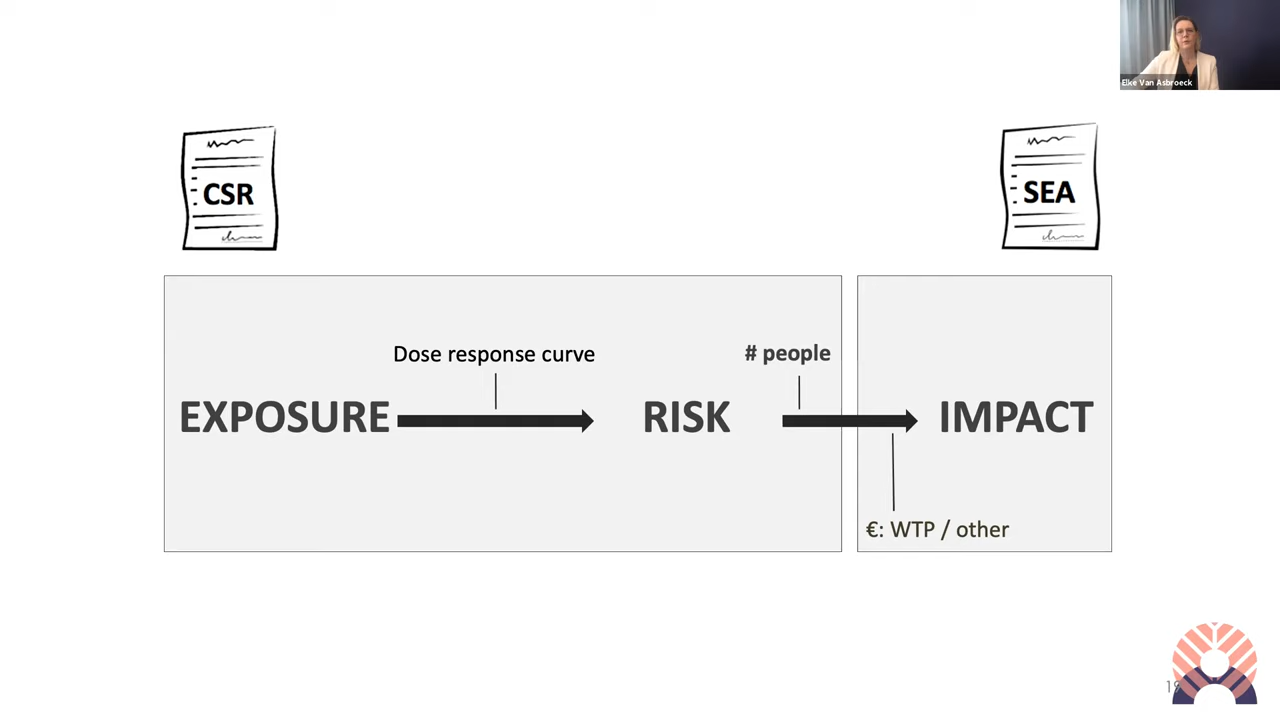 Elke Van Asbroeck
CSR
SEA
Dose response curve
# people
EXPOSURE
RISK
IMPACT
€: WTP / other